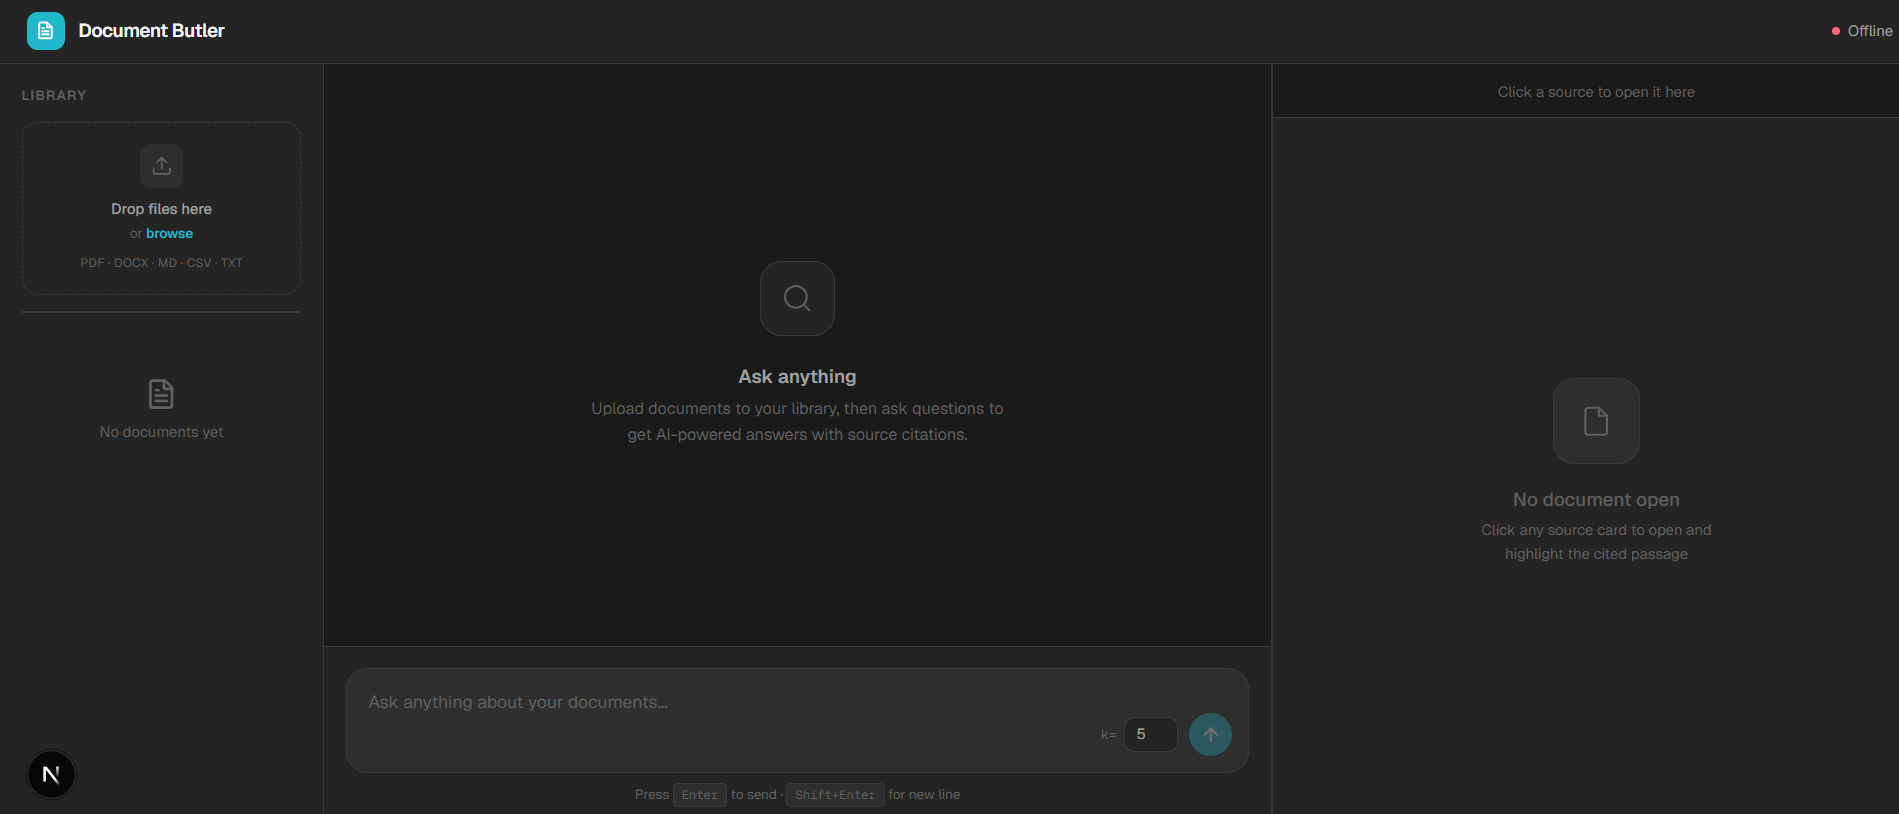 Document Butler
Offline
LIBRARY
Drop files here
or browse
PDF · DOCX · MD · CSV · TXT
No documents yet
Ask anything
Upload documents to your library, then ask questions to
get AI-powered answers with source citations.
Ask anything about your documents...
k=
5
Press Enter to send · Shift+Enter for new line
Click a source to open it here
No document open
Click any source card to open and
highlight the cited passage
N